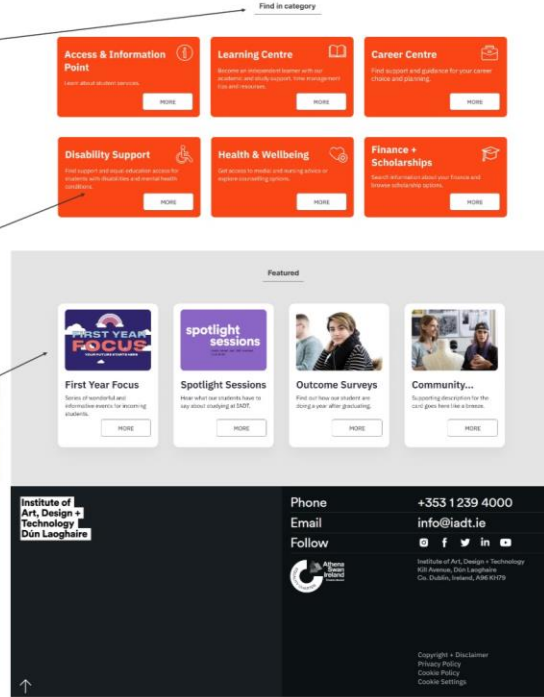 Find in category
Access & Information
Point
Learn about student services.
MORE
Learning Centre
Become an independent learner with our
academic and study support, time management
tips and resources.
MORE
Career Centre
Find support and guidance for your career
choice and planning.
MORE
Disability Support
Find support and equal education access for
students with disabilities and mental health
conditions.
MORE
Health & Wellbeing
Get access to medial and nursing advice or
explore counselling options.
MORE
Finance +
Scholarships
Search information about your finance and
browse scholarship options.
MORE
Featured
FIRST YEAR
FOCUS
YOUR FUTURE STARTS HERE
First Year Focus
Series of wonderful and
informative events for incoming
students.
MORE
spotlight
sessions
Spotlight Sessions
Hear what our students have to
say about studying at IADT.
MORE
Outcome Surveys
Find out how our student are
doing a year after graduating.
MORE
Community...
Supporting description for the
card goes here like a breeze.
MORE
Institute of
Art, Design +
Technology
Dún Laoghaire
Phone
+353 1 239 4000
Email
info@iadt.ie
Follow
Athena
Swan
Ireland
Institute of Art, Design + Technology
Kill Avenue, Dún Laoghaire
Co. Dublin, Ireland, A96 KH79
Copyright + Disclaimer
Privacy Policy
Cookie Policy
Cookie Settings